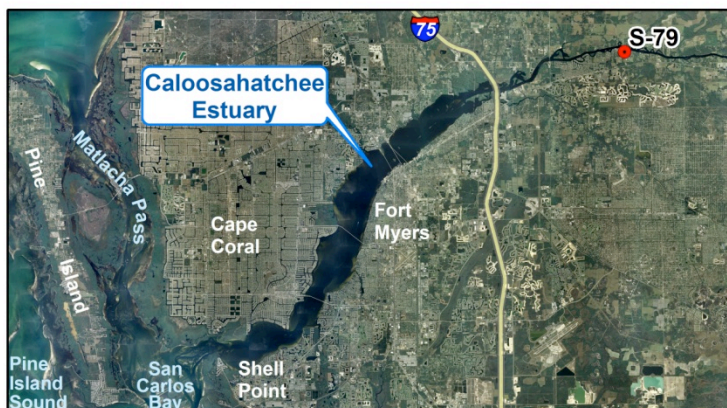 75
S-79
Caloosahatchee
Estuary
Matlacha Pass
Pine
Island
Cape
Coral
Fort
Myers
Pine
Island
Sound
San
Carlos
Bay
Shell
Point